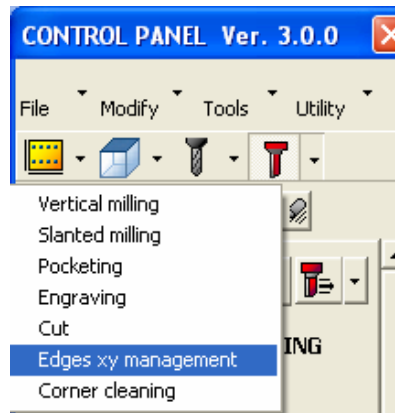 CONTROL PANEL Ver. 3.0.0
File Modify Tools Utility
Vertical milling
Slanted milling
Pocketing
Engraving
Cut
Edges xy management
ING
Corner cleaning